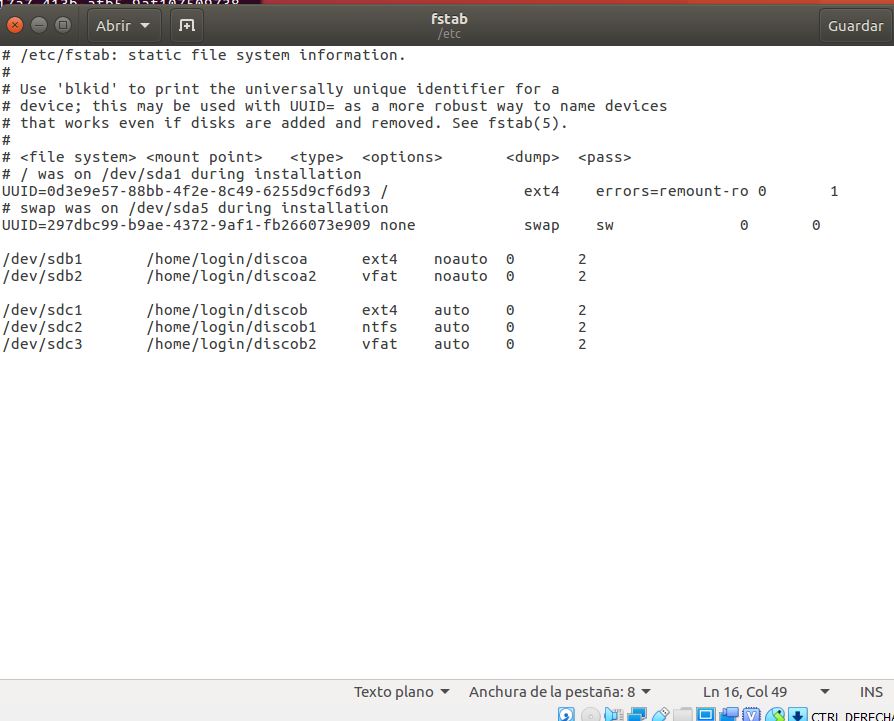 Abrir
fstab
/etc
Guardar
# /etc/fstab: static file system information.
#
# Use 'blkid' to print the universally unique identifier for a
# device; this may be used with UUID= as a more robust way to name devices
# that works even if disks are added and removed. See fstab(5).
#
# <file system> <mount point>   <type>  <options>       <dump>  <pass>
# / was on /dev/sda1 during installation
UUID=0d3e9e57-88bb-4f2e-8c49-6255d9cf6d93 /               ext4    errors=remount-ro 0       1
# swap was on /dev/sda5 during installation
UUID=297dbc99-b9ae-4372-9af1-fb266073e909 none            swap    sw              0       0
/dev/sdb1       /home/login/discoa      ext4    noauto  0       2
/dev/sdb2       /home/login/discoa2     vfat    noauto  0       2
/dev/sdc1       /home/login/discob      ext4    auto    0       2
/dev/sdc2       /home/login/discob1     ntfs    auto    0       2
/dev/sdc3       /home/login/discob2     vfat    auto    0       2
Texto plano Anchura de la pestaña: 8 Ln 16, Col 49 INS
CTRL DERECHA